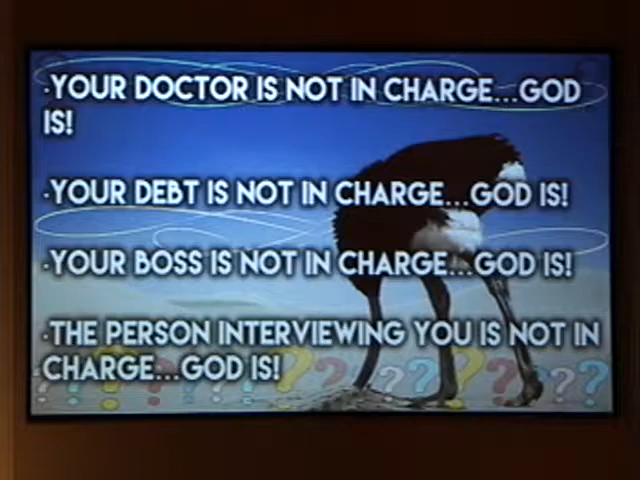 ·YOUR DOCTOR IS NOT IN CHARGE...GOD
IS!
·YOUR DEBT IS NOT IN CHARGE...GOD IS!
·YOUR BOSS IS NOT IN CHARGE...GOD IS!
·THE PERSON INTERVIEWING YOU IS NOT IN
CHARGE...GOD IS!